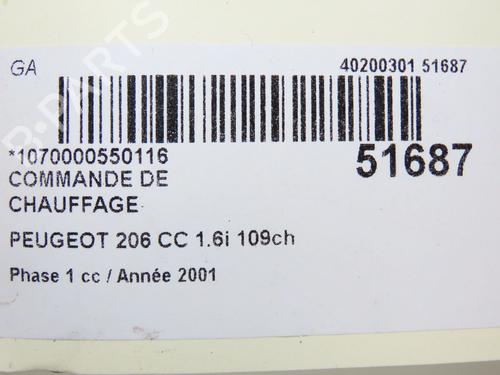 GA
40200301 51687
*1070000550116
51687
COMMANDE DE
CHAUFFAGE
PEUGEOT 206 CC 1.6i 109ch
Phase 1 cc / Année 2001